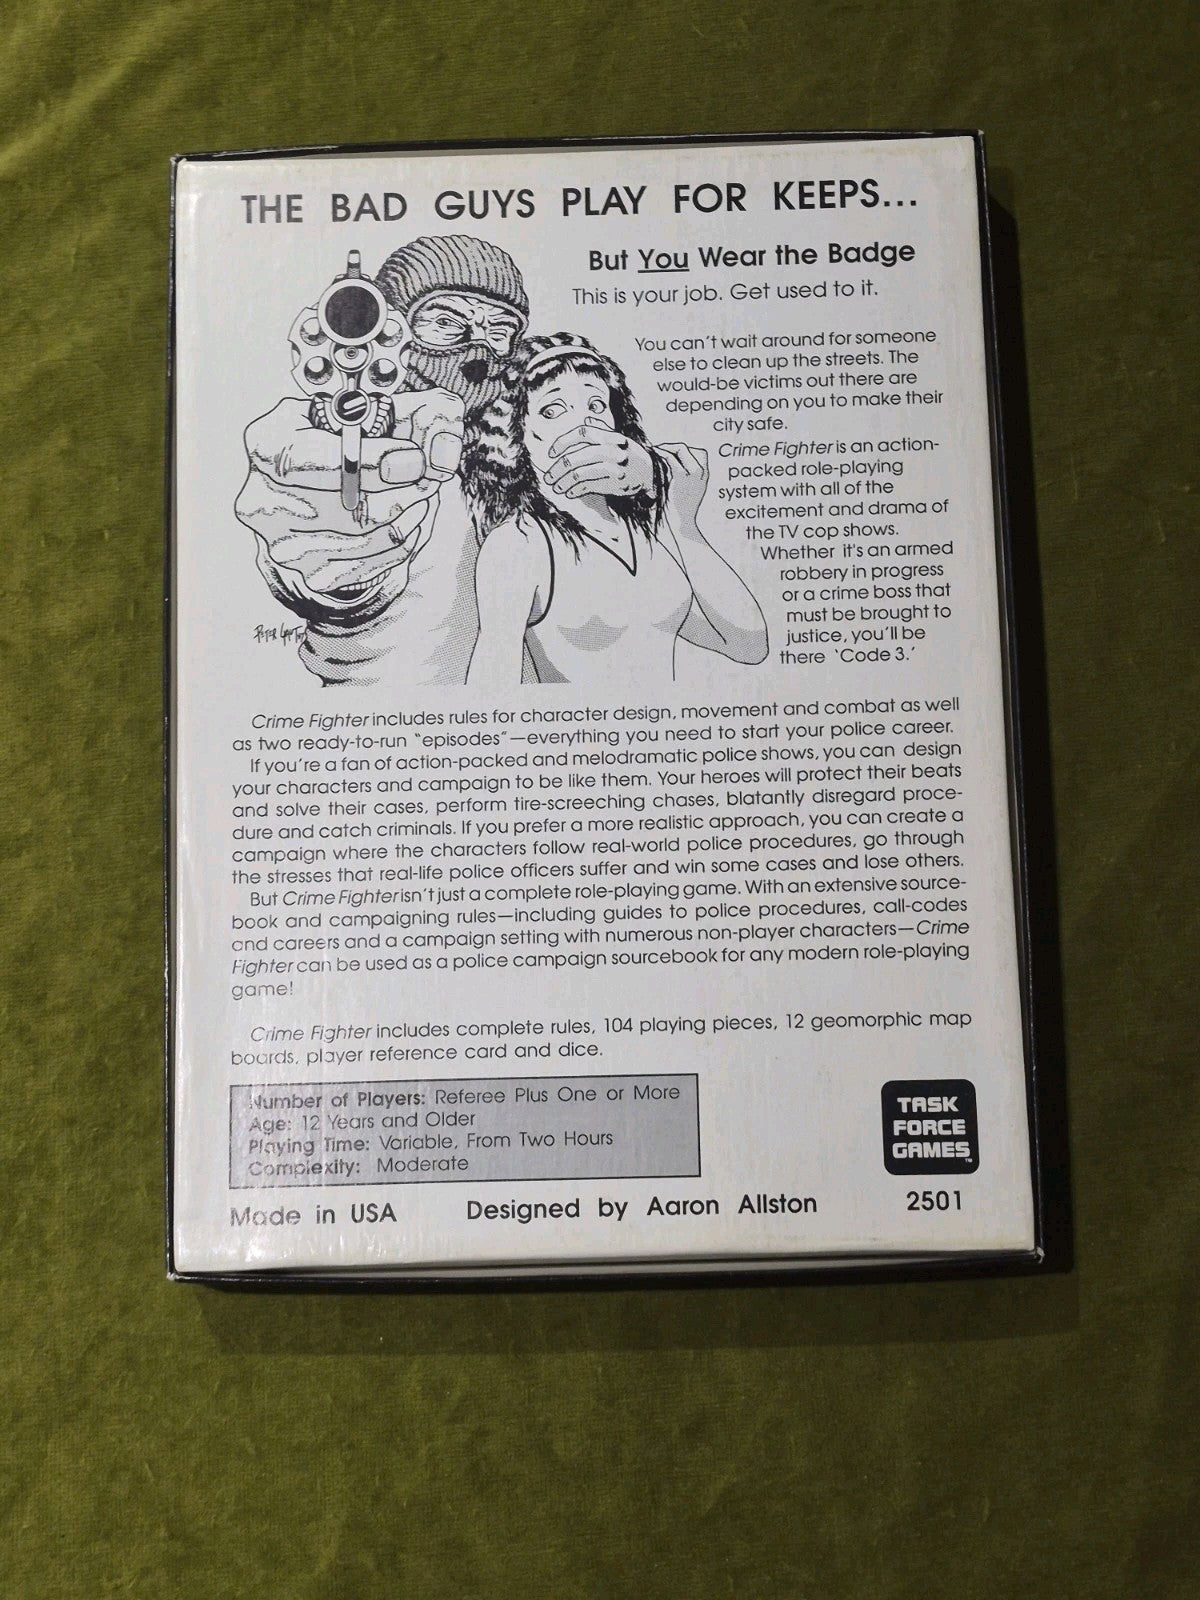 THE BAD GUYS PLAY FOR KEEPS...
But You Wear the Badge
This is your job. Get used to it.
You can't wait around for someone
else to clean up the streets. The
would-be victims out there are
depending on you to make their
city safe.
Crime Fighter is an action-
packed role-playing
system with all of the
excitement and drama of
the TV cop shows.
Whether it's an armed
robbery in progress
or a crime boss that
must be brought to
justice, you'll be
there 'Code 3.'
Crime Fighter includes rules for character design, movement and combat as well
as two ready-to-run "episodes"—everything you need to start your police career.
If you're a fan of action-packed and melodramatic police shows, you can design
your characters and campaign to be like them. Your heroes will protect their beats
and solve their cases, perform tire-screeching chases, blatantly disregard proce-
dure and catch criminals. If you prefer a more realistic approach, you can create a
campaign where the characters follow real-world police procedures, go through
the stresses that real-life police officers suffer and win some cases and lose others.
But Crime Fighter isn't just a complete role-playing game. With an extensive source-
book and campaigning rules—including guides to police procedures, call-codes
and careers and a campaign setting with numerous non-player characters—Crime
Fighter can be used as a police campaign sourcebook for any modern role-playing
game!
Crime Fighter includes complete rules, 104 playing pieces, 12 geomorphic map
boards, player reference card and dice.
Number of Players: Referee Plus One or More
Age: 12 Years and Older
Playing Time: Variable, From Two Hours
Complexity: Moderate
TASK
FORCE
GAMES™
Made in USA Designed by Aaron Allston 2501